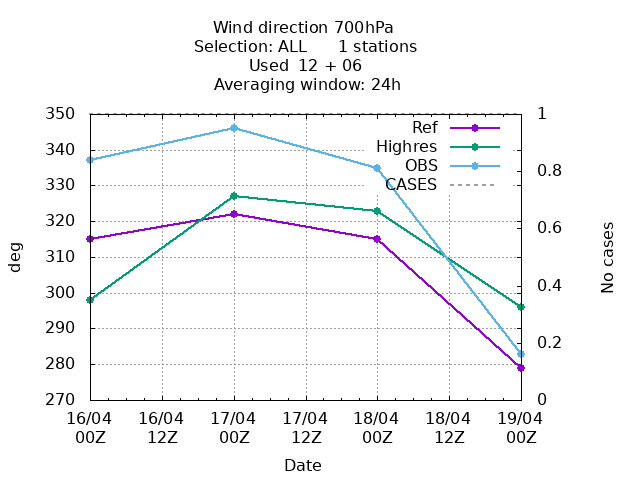 Wind direction 700hPa
Selection: ALL      1 stations
Used  12 + 06
Averaging window: 24h
350
340
330
320
310
300
290
280
270
deg
1
0.8
0.6
0.4
0.2
0
No cases
Ref
Highres
OBS
CASES
16/04 00Z
16/04 12Z
17/04 00Z
17/04 12Z
18/04 00Z
18/04 12Z
19/04 00Z
Date